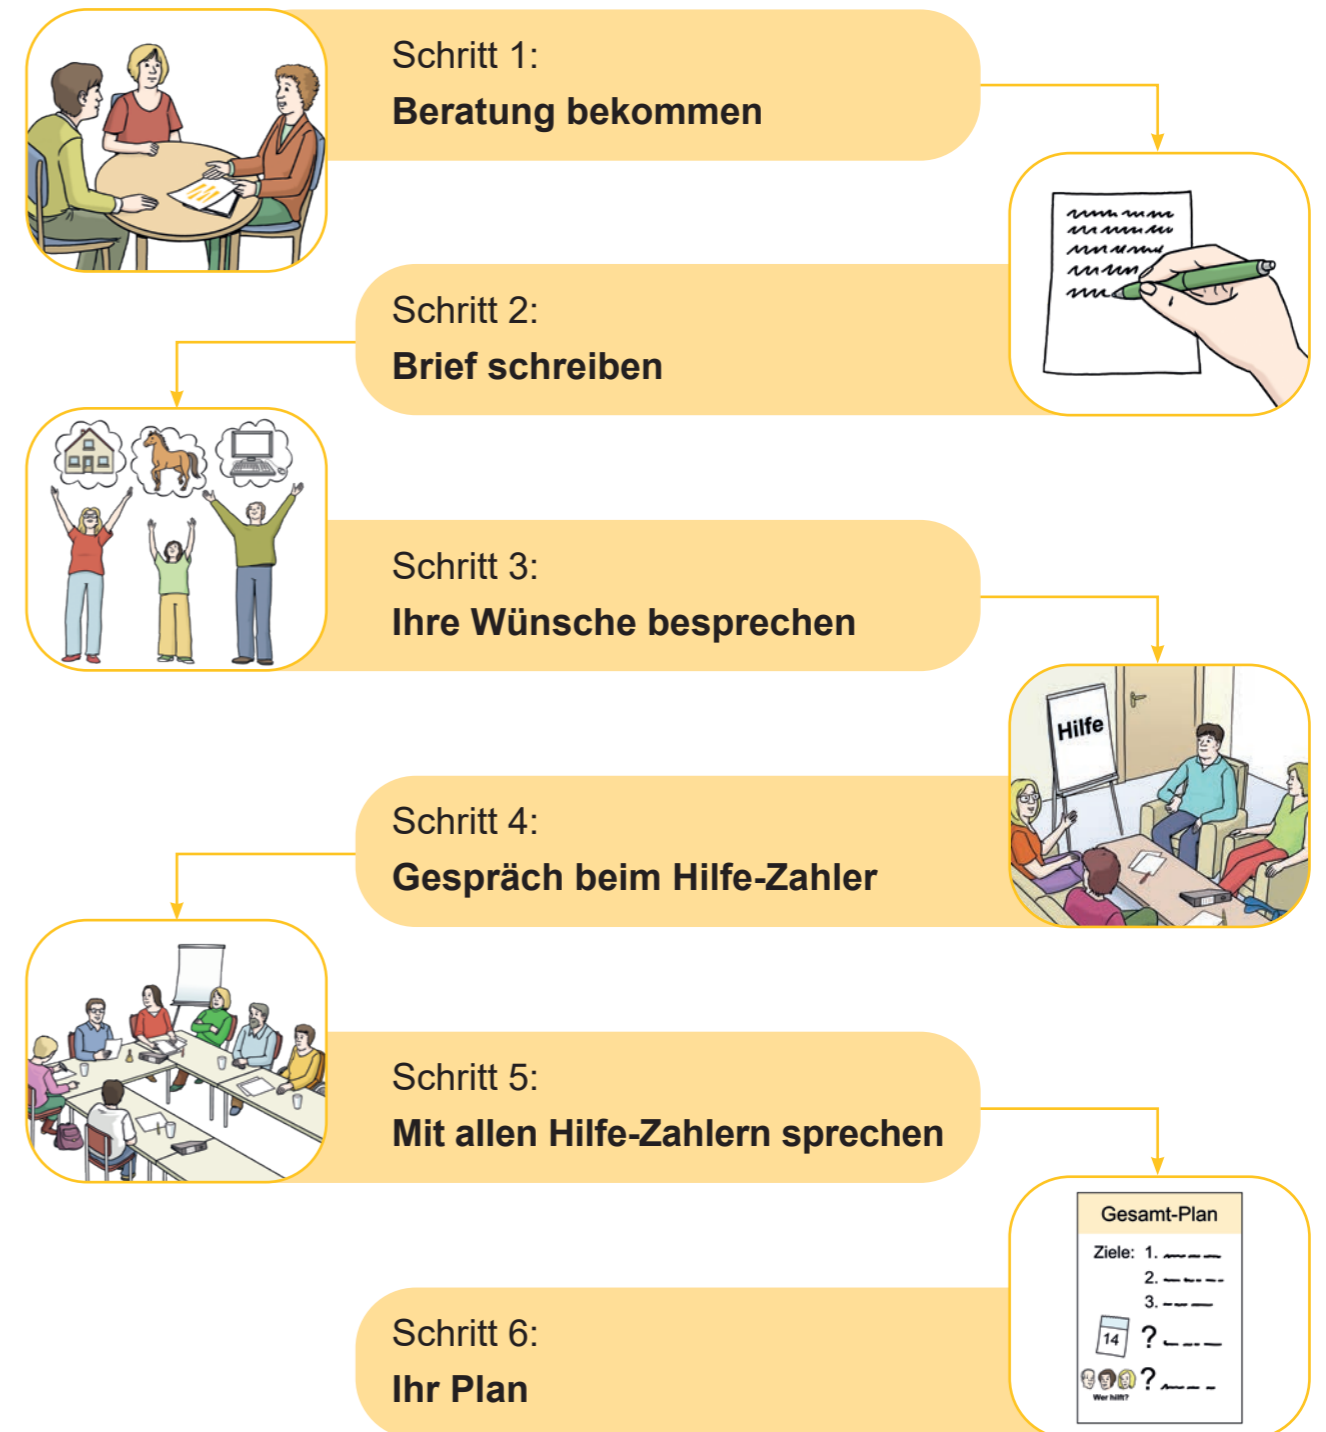 Schritt 1:
Beratung bekommen
Schritt 2:
Brief schreiben
Schritt 3:
Ihre Wünsche besprechen
Hilfe
Schritt 4:
Gespräch beim Hilfe-Zahler
Schritt 5:
Mit allen Hilfe-Zahlern sprechen
Gesamt-Plan
Ziele: 1.
2.
3.
14 ?
?
Wer hilft?
Schritt 6:
Ihr Plan